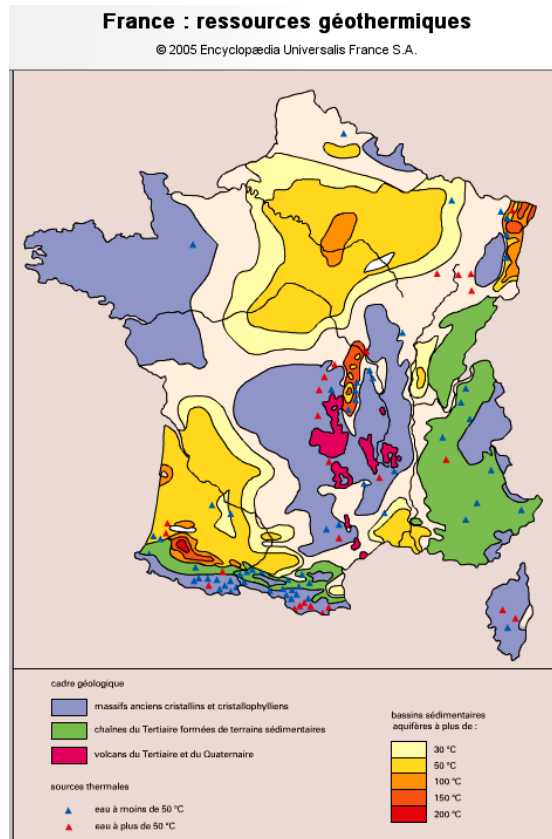 France : ressources géothermiques
© 2005 Encyclopædia Universalis France S.A.
cadre géologique
massifs anciens cristallins et cristallophylliens
chaînes du Tertiaire formées de terrains sédimentaires
volcans du Tertiaire et du Quaternaire
sources thermales
eau à moins de 50 °C
eau à plus de 50 °C
bassins sédimentaires
aquifères à plus de :
30 °C
50 °C
100 °C
150 °C
200 °C